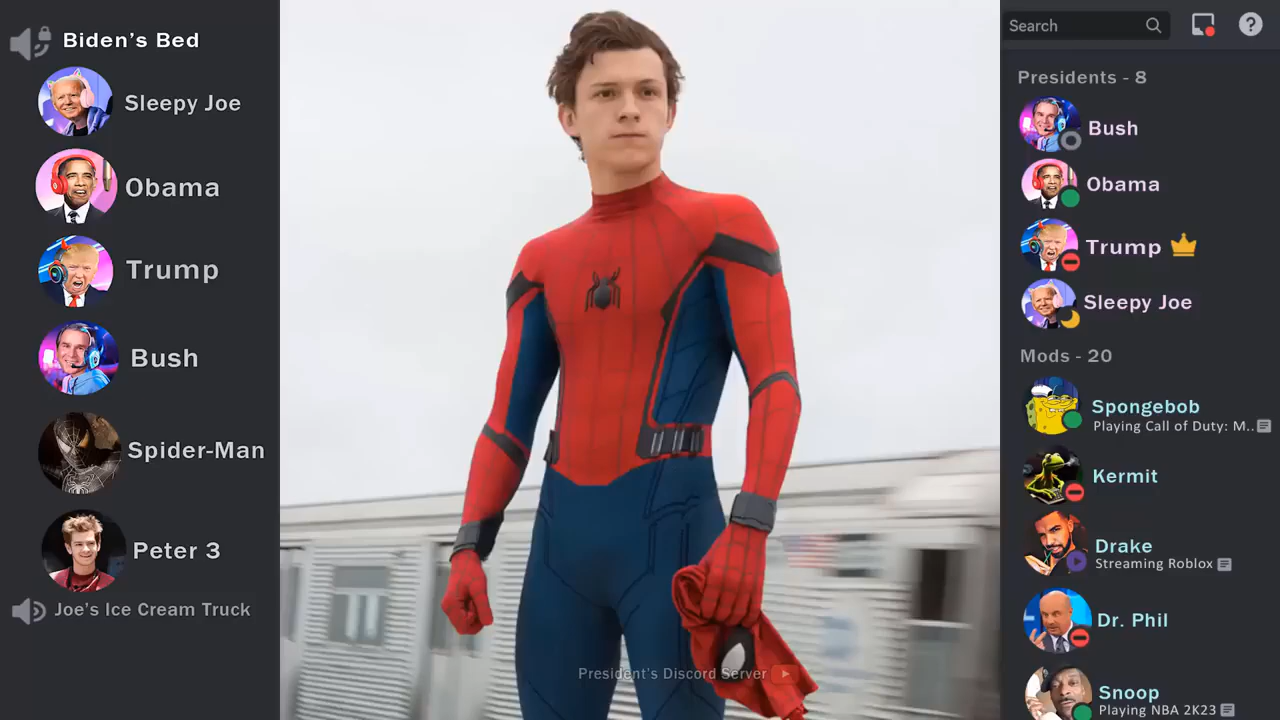 Biden's Bed
Sleepy Joe
Obama
Trump
Bush
Spider-Man
Peter 3
Joe's Ice Cream Truck
President's Discord Server
Search
?
Presidents - 8
Bush
Obama
Trump
Sleepy Joe
Mods - 20
Spongebob
Playing Call of Duty: M..
Kermit
Drake
Streaming Roblox
Dr. Phil
Snoop
Playing NBA 2K23